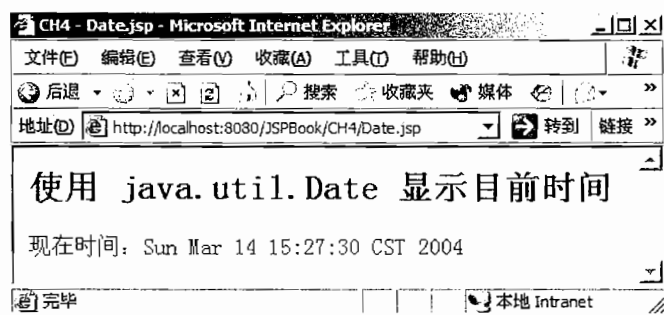 CH4 - Date.jsp - Microsoft Internet Explorer
文件(F) 编辑(E) 查看(V) 收藏(A) 工具(T) 帮助(H)
后退 搜索 收藏夹 媒体 »
地址(D) http://localhost:8080/JSPBook/CH4/Date.jsp 转到 链接 »
使用 java.util.Date 显示目前时间
现在时间：Sun Mar 14 15:27:30 CST 2004
完毕 本地 Intranet